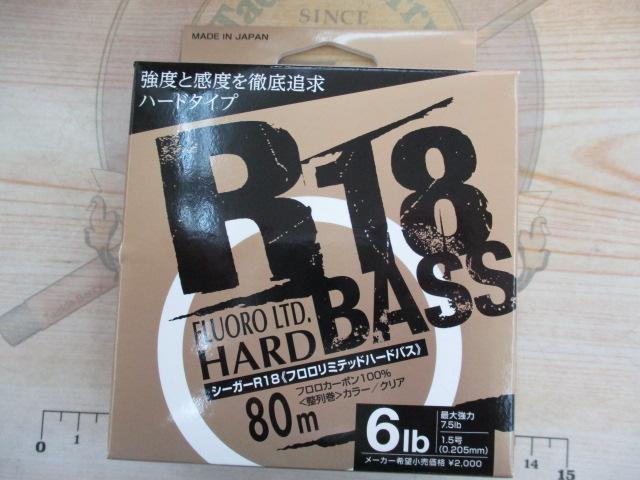 SINCE
MADE IN JAPAN
強度と感度を徹底追求
ハードタイプ
R18
BASS
FLUORO LTD.
HARD
シーガーR18《フロロリミテッドハードバス》
フロロカーボン100%
<整列巻>カラー/クリア
80m
6lb
最大強力
7.5lb
1.5号
(0.205mm)
メーカー希望小売価格 ¥2,000
0 1 14 15